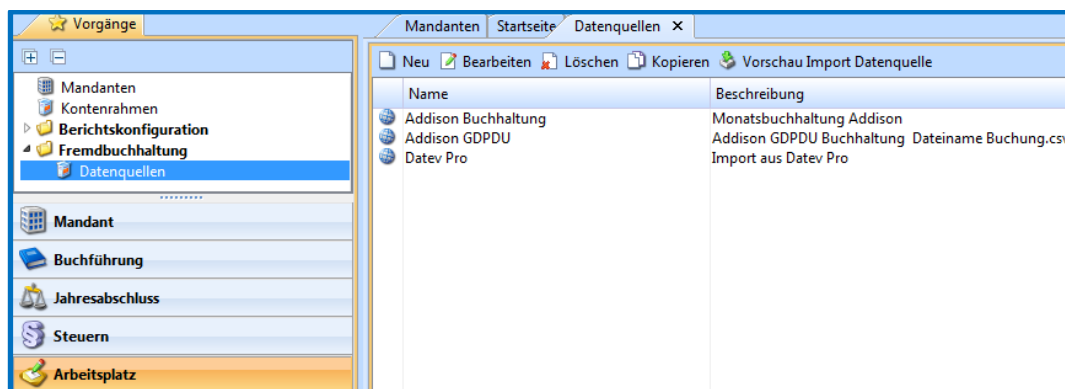 Vorgänge
Mandanten
Kontenrahmen
Berichtskonfiguration
Fremdbuchhaltung
Datenquellen
Mandant
Buchführung
Jahresabschluss
Steuern
Arbeitsplatz
Mandanten Startseite Datenquellen X
Neu Bearbeiten Löschen Kopieren Vorschau Import Datenquelle
Name Beschreibung
Addison Buchhaltung Monatsbuchhaltung Addison
Addison GDPDU Addison GDPDU Buchhaltung Dateiname Buchung.csv
Datev Pro Import aus Datev Pro